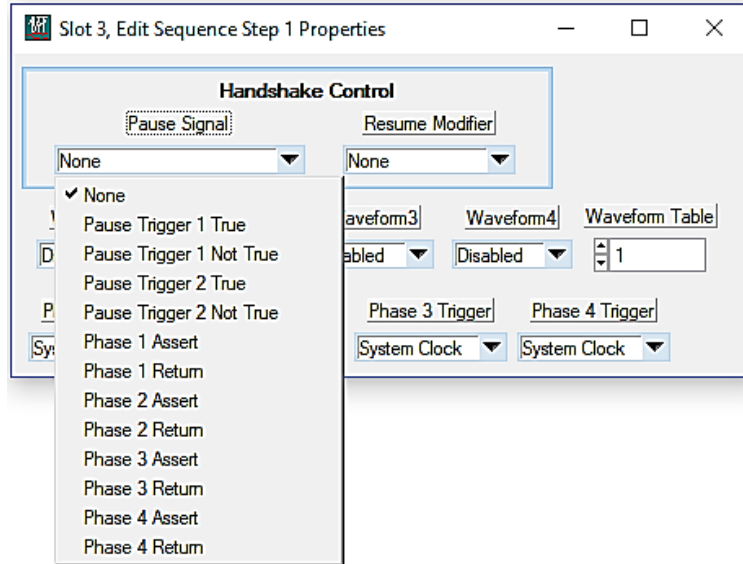 Slot 3, Edit Sequence Step 1 Properties
Handshake Control
Pause Signal Resume Modifier
None None
None
Pause Trigger 1 True
Pause Trigger 1 Not True
Pause Trigger 2 True
Pause Trigger 2 Not True
Phase 1 Assert
Phase 1 Return
Phase 2 Assert
Phase 2 Return
Phase 3 Assert
Phase 3 Return
Phase 4 Assert
Phase 4 Return
aveform3 Waveform4 Waveform Table
abled Disabled 1
Phase 3 Trigger Phase 4 Trigger
System Clock System Clock